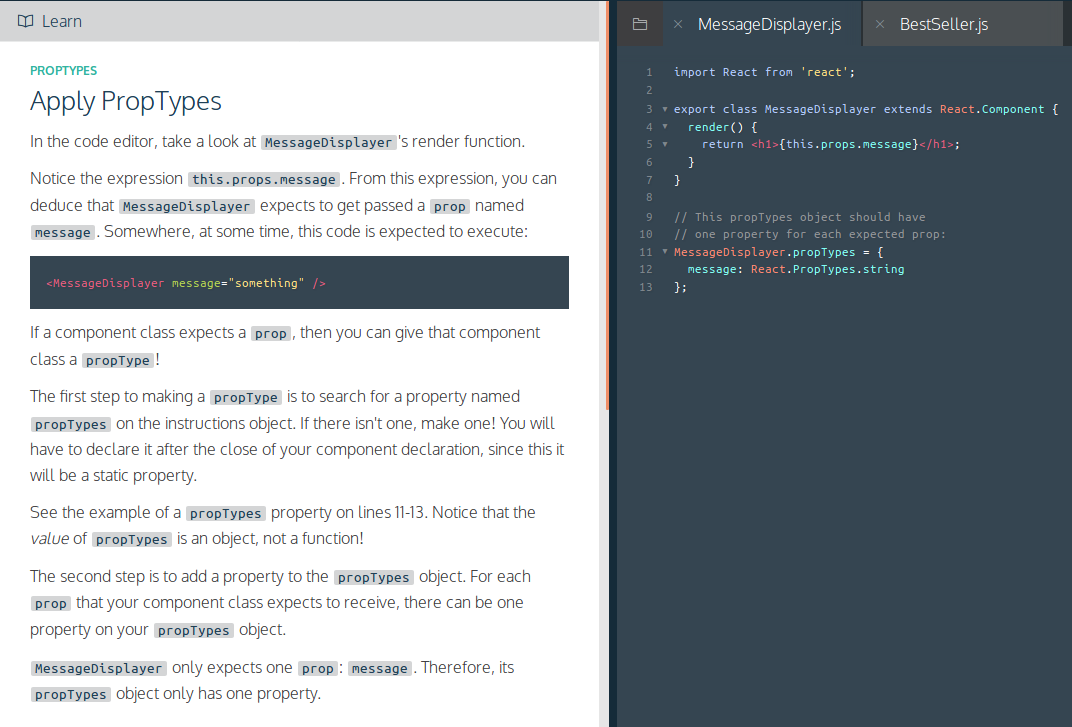 Learn
PROPTYPES
Apply PropTypes
In the code editor, take a look at MessageDisplayer's render function.
Notice the expression this.props.message. From this expression, you can
deduce that MessageDisplayer expects to get passed a prop named
message. Somewhere, at some time, this code is expected to execute:
<MessageDisplayer message="something" />
If a component class expects a prop, then you can give that component
class a propType!
The first step to making a propType is to search for a property named
propTypes on the instructions object. If there isn't one, make one! You will
have to declare it after the close of your component declaration, since this it
will be a static property.
See the example of a propTypes property on lines 11-13. Notice that the
value of propTypes is an object, not a function!
The second step is to add a property to the propTypes object. For each
prop that your component class expects to receive, there can be one
property on your propTypes object.
MessageDisplayer only expects one prop: message. Therefore, its
propTypes object only has one property.
MessageDisplayer.js
BestSeller.js
1 import React from 'react';
2
3 export class MessageDisplayer extends React.Component {
4 render() {
5 return <h1>{this.props.message}</h1>;
6 }
7 }
8
9 // This propTypes object should have
10 // one property for each expected prop:
11 MessageDisplayer.propTypes = {
12 message: React.PropTypes.string
13 };